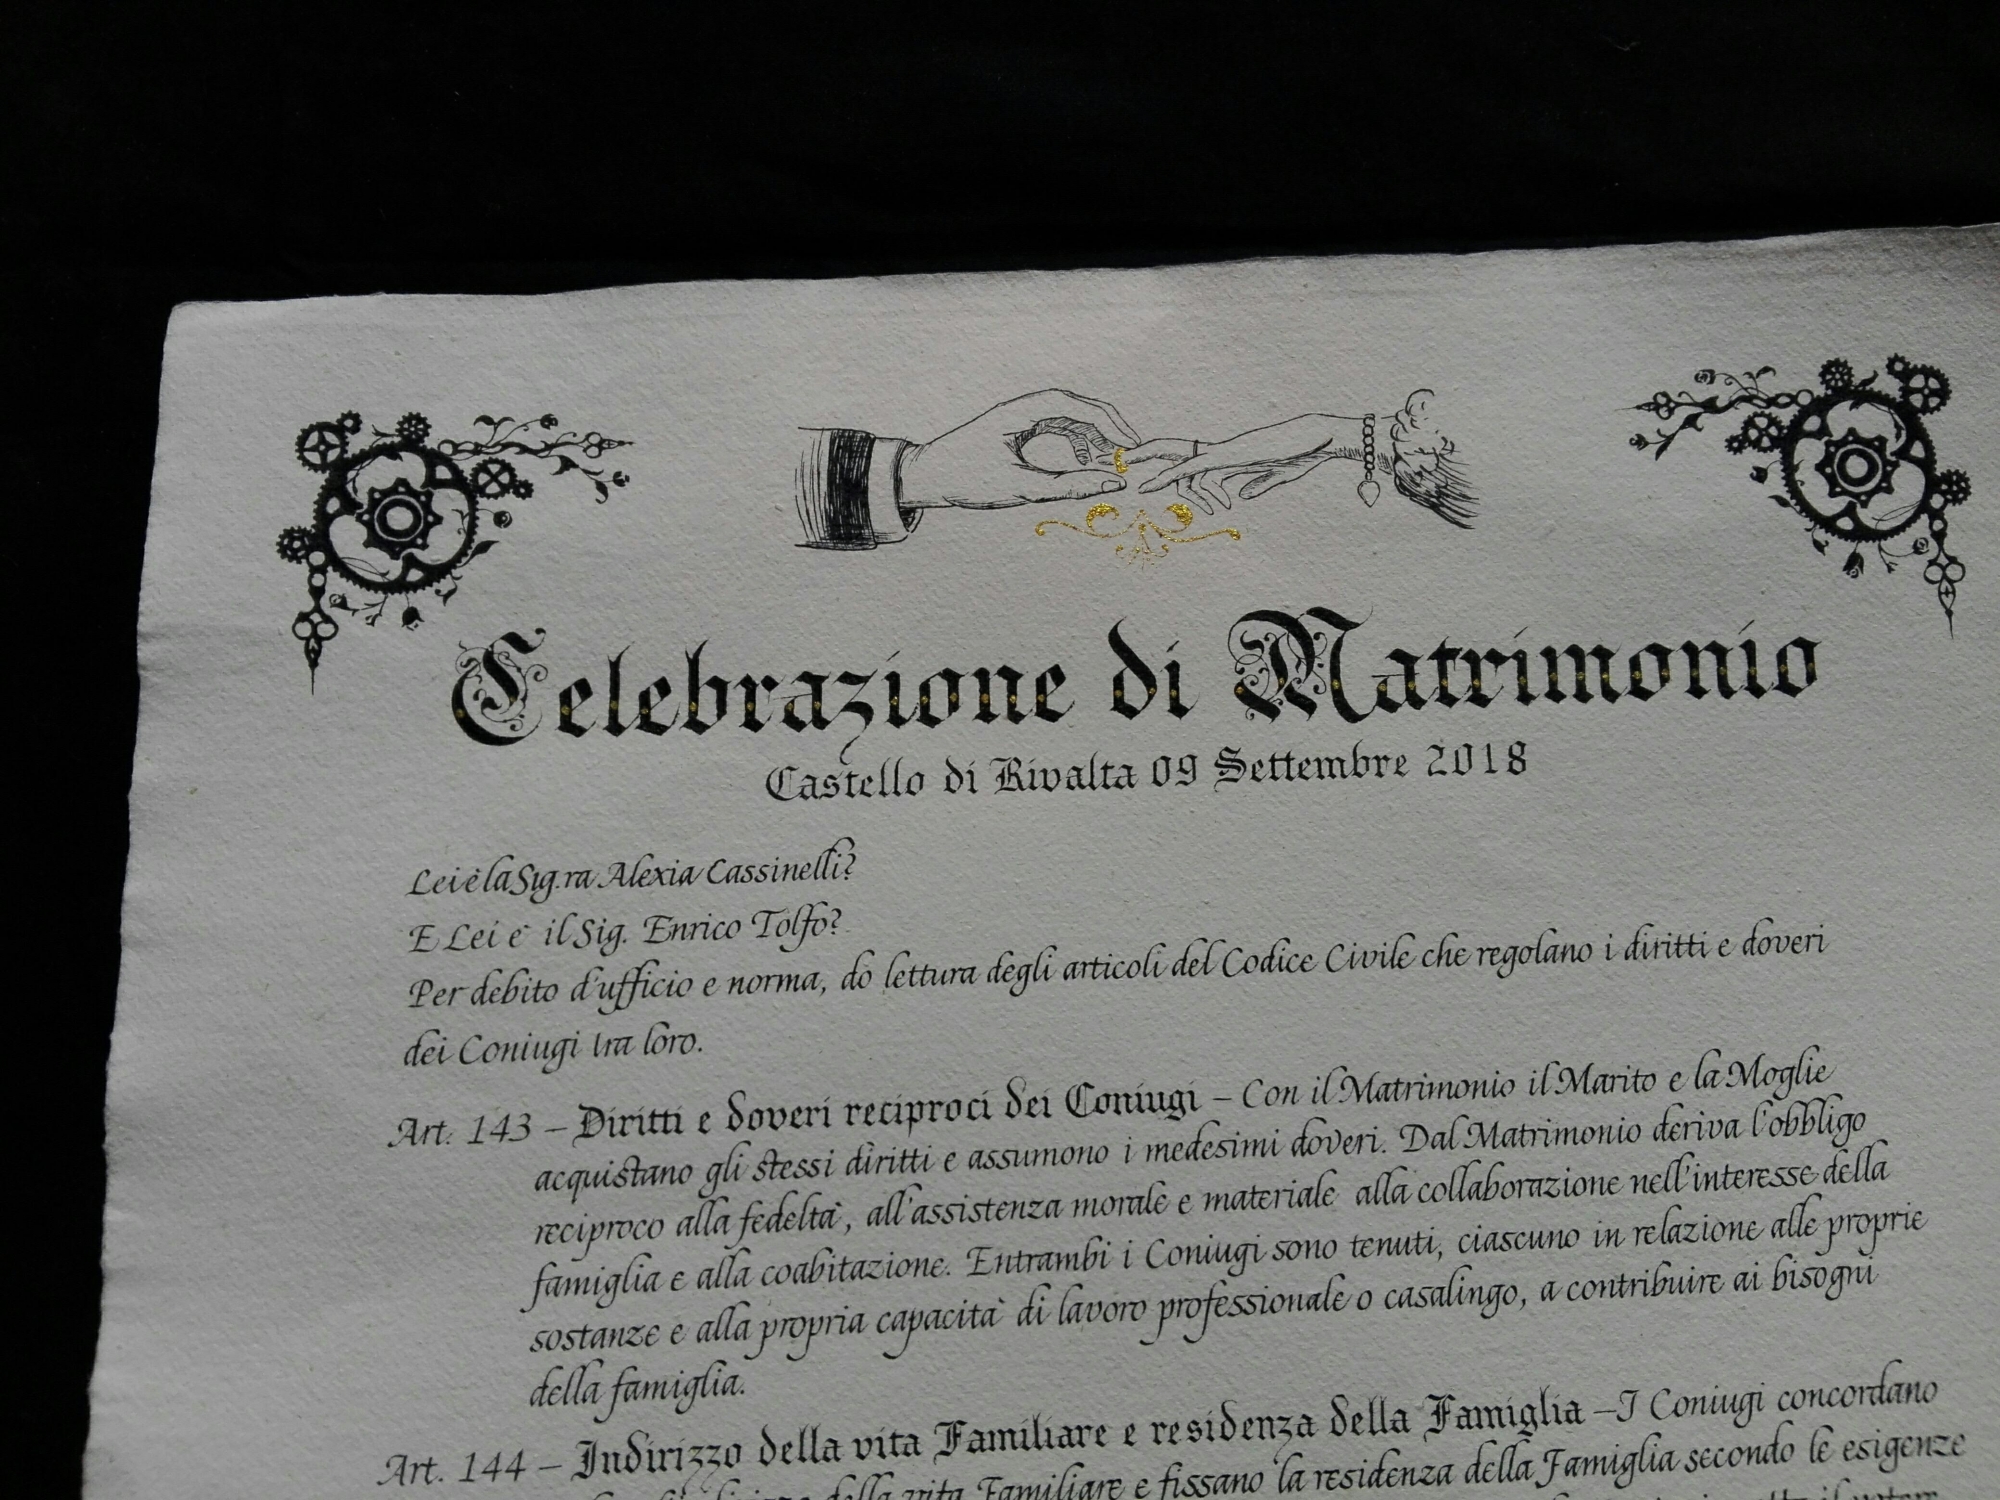 Celebrazione di Matrimonio
Castello di Rivalta 09 Settembre 2018
Lei è la Sig.ra Alexia Cassinelli?
E Lei e` il Sig. Enrico Tolfo?
Per debito d'ufficio e norma, do lettura degli articoli del Codice Civile che regolano i diritti e doveri
dei Coniugi tra loro.
Art. 143 – Diritti e doveri reciproci dei Coniugi – Con il Matrimonio il Marito e la Moglie
acquistano gli stessi diritti e assumono i medesimi doveri. Dal Matrimonio deriva l'obbligo
reciproco alla fedelta`, all'assistenza morale e materiale alla collaborazione nell'interesse della
famiglia e alla coabitazione. Entrambi i Coniugi sono tenuti, ciascuno in relazione alle proprie
sostanze e alla propria capacita` di lavoro professionale o casalingo, a contribuire ai bisogni
della famiglia.
Art. 144 – Indirizzo della vita Familiare e residenza della Famiglia – I Coniugi concordano
della vita Familiare e fissano la residenza della Famiglia secondo le esigenze